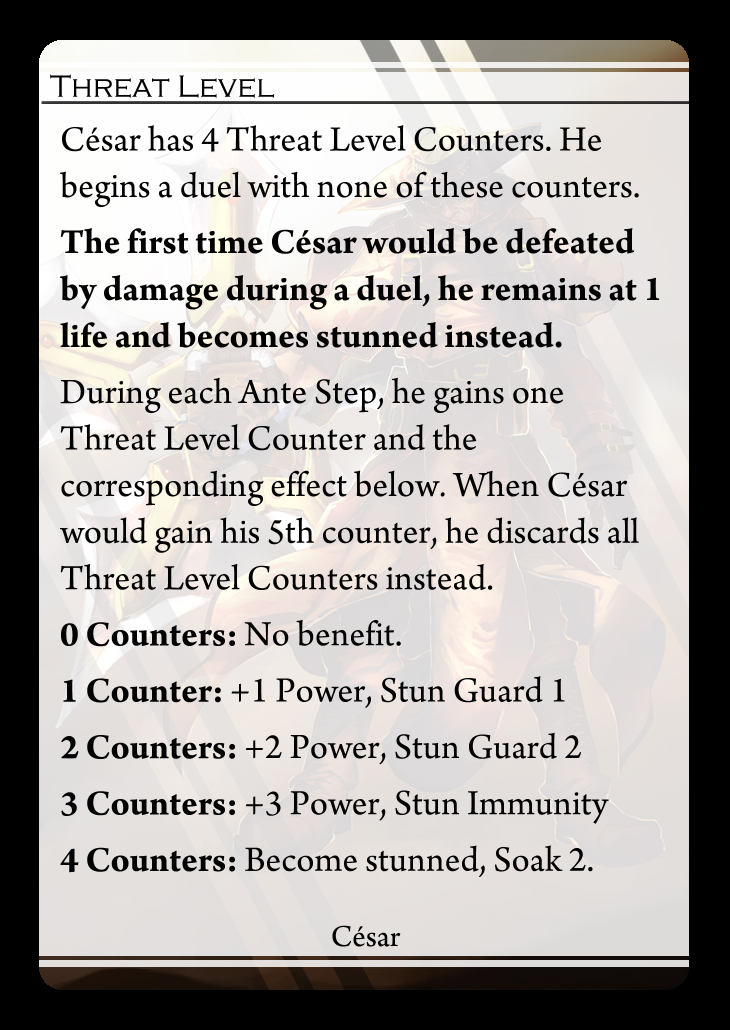 Threat Level
César has 4 Threat Level Counters. He
begins a duel with none of these counters.
The first time César would be defeated
by damage during a duel, he remains at 1
life and becomes stunned instead.
During each Ante Step, he gains one
Threat Level Counter and the
corresponding effect below. When César
would gain his 5th counter, he discards all
Threat Level Counters instead.
0 Counters: No benefit.
1 Counter: +1 Power, Stun Guard 1
2 Counters: +2 Power, Stun Guard 2
3 Counters: +3 Power, Stun Immunity
4 Counters: Become stunned, Soak 2.
César